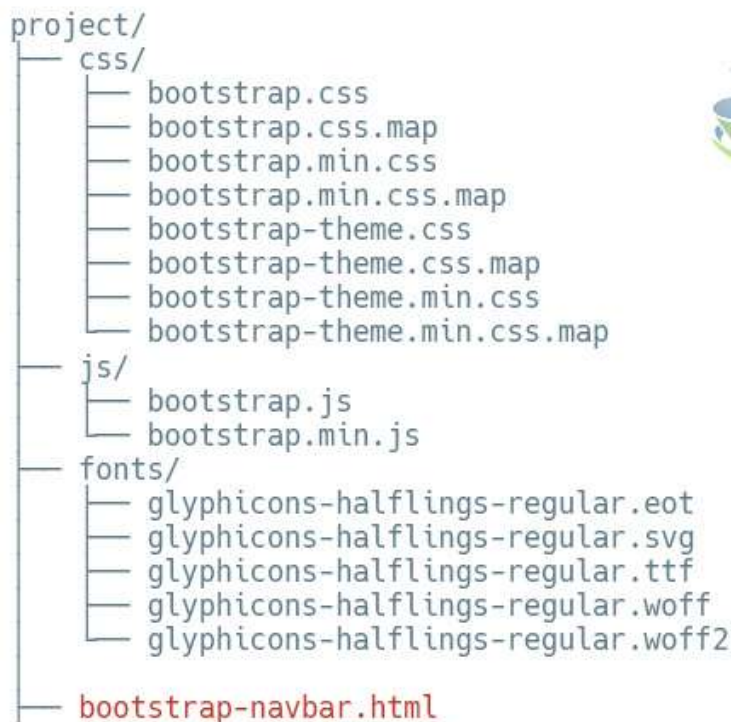 project/
css/
bootstrap.css
bootstrap.css.map
bootstrap.min.css
bootstrap.min.css.map
bootstrap-theme.css
bootstrap-theme.css.map
bootstrap-theme.min.css
bootstrap-theme.min.css.map
js/
bootstrap.js
bootstrap.min.js
fonts/
glyphicons-halflings-regular.eot
glyphicons-halflings-regular.svg
glyphicons-halflings-regular.ttf
glyphicons-halflings-regular.woff
glyphicons-halflings-regular.woff2
bootstrap-navbar.html